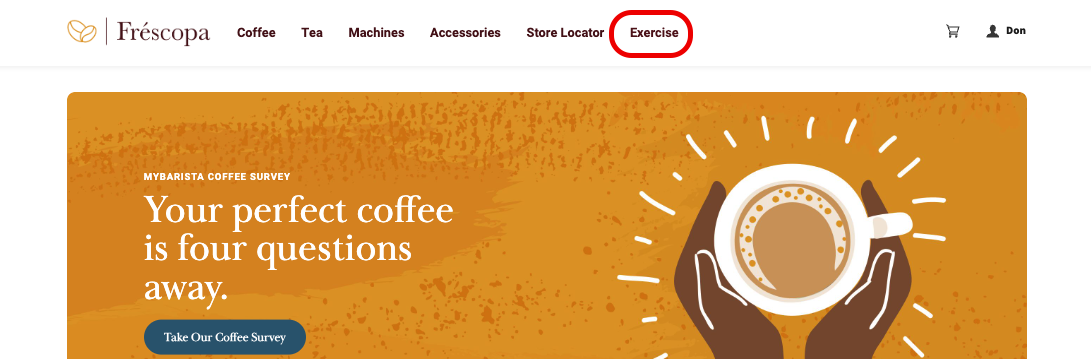 Fréscopa Coffee Tea Machines Accessories Store Locator Exercise Don
MYBARISTA COFFEE SURVEY
Your perfect coffee
is four questions
away.
Take Our Coffee Survey